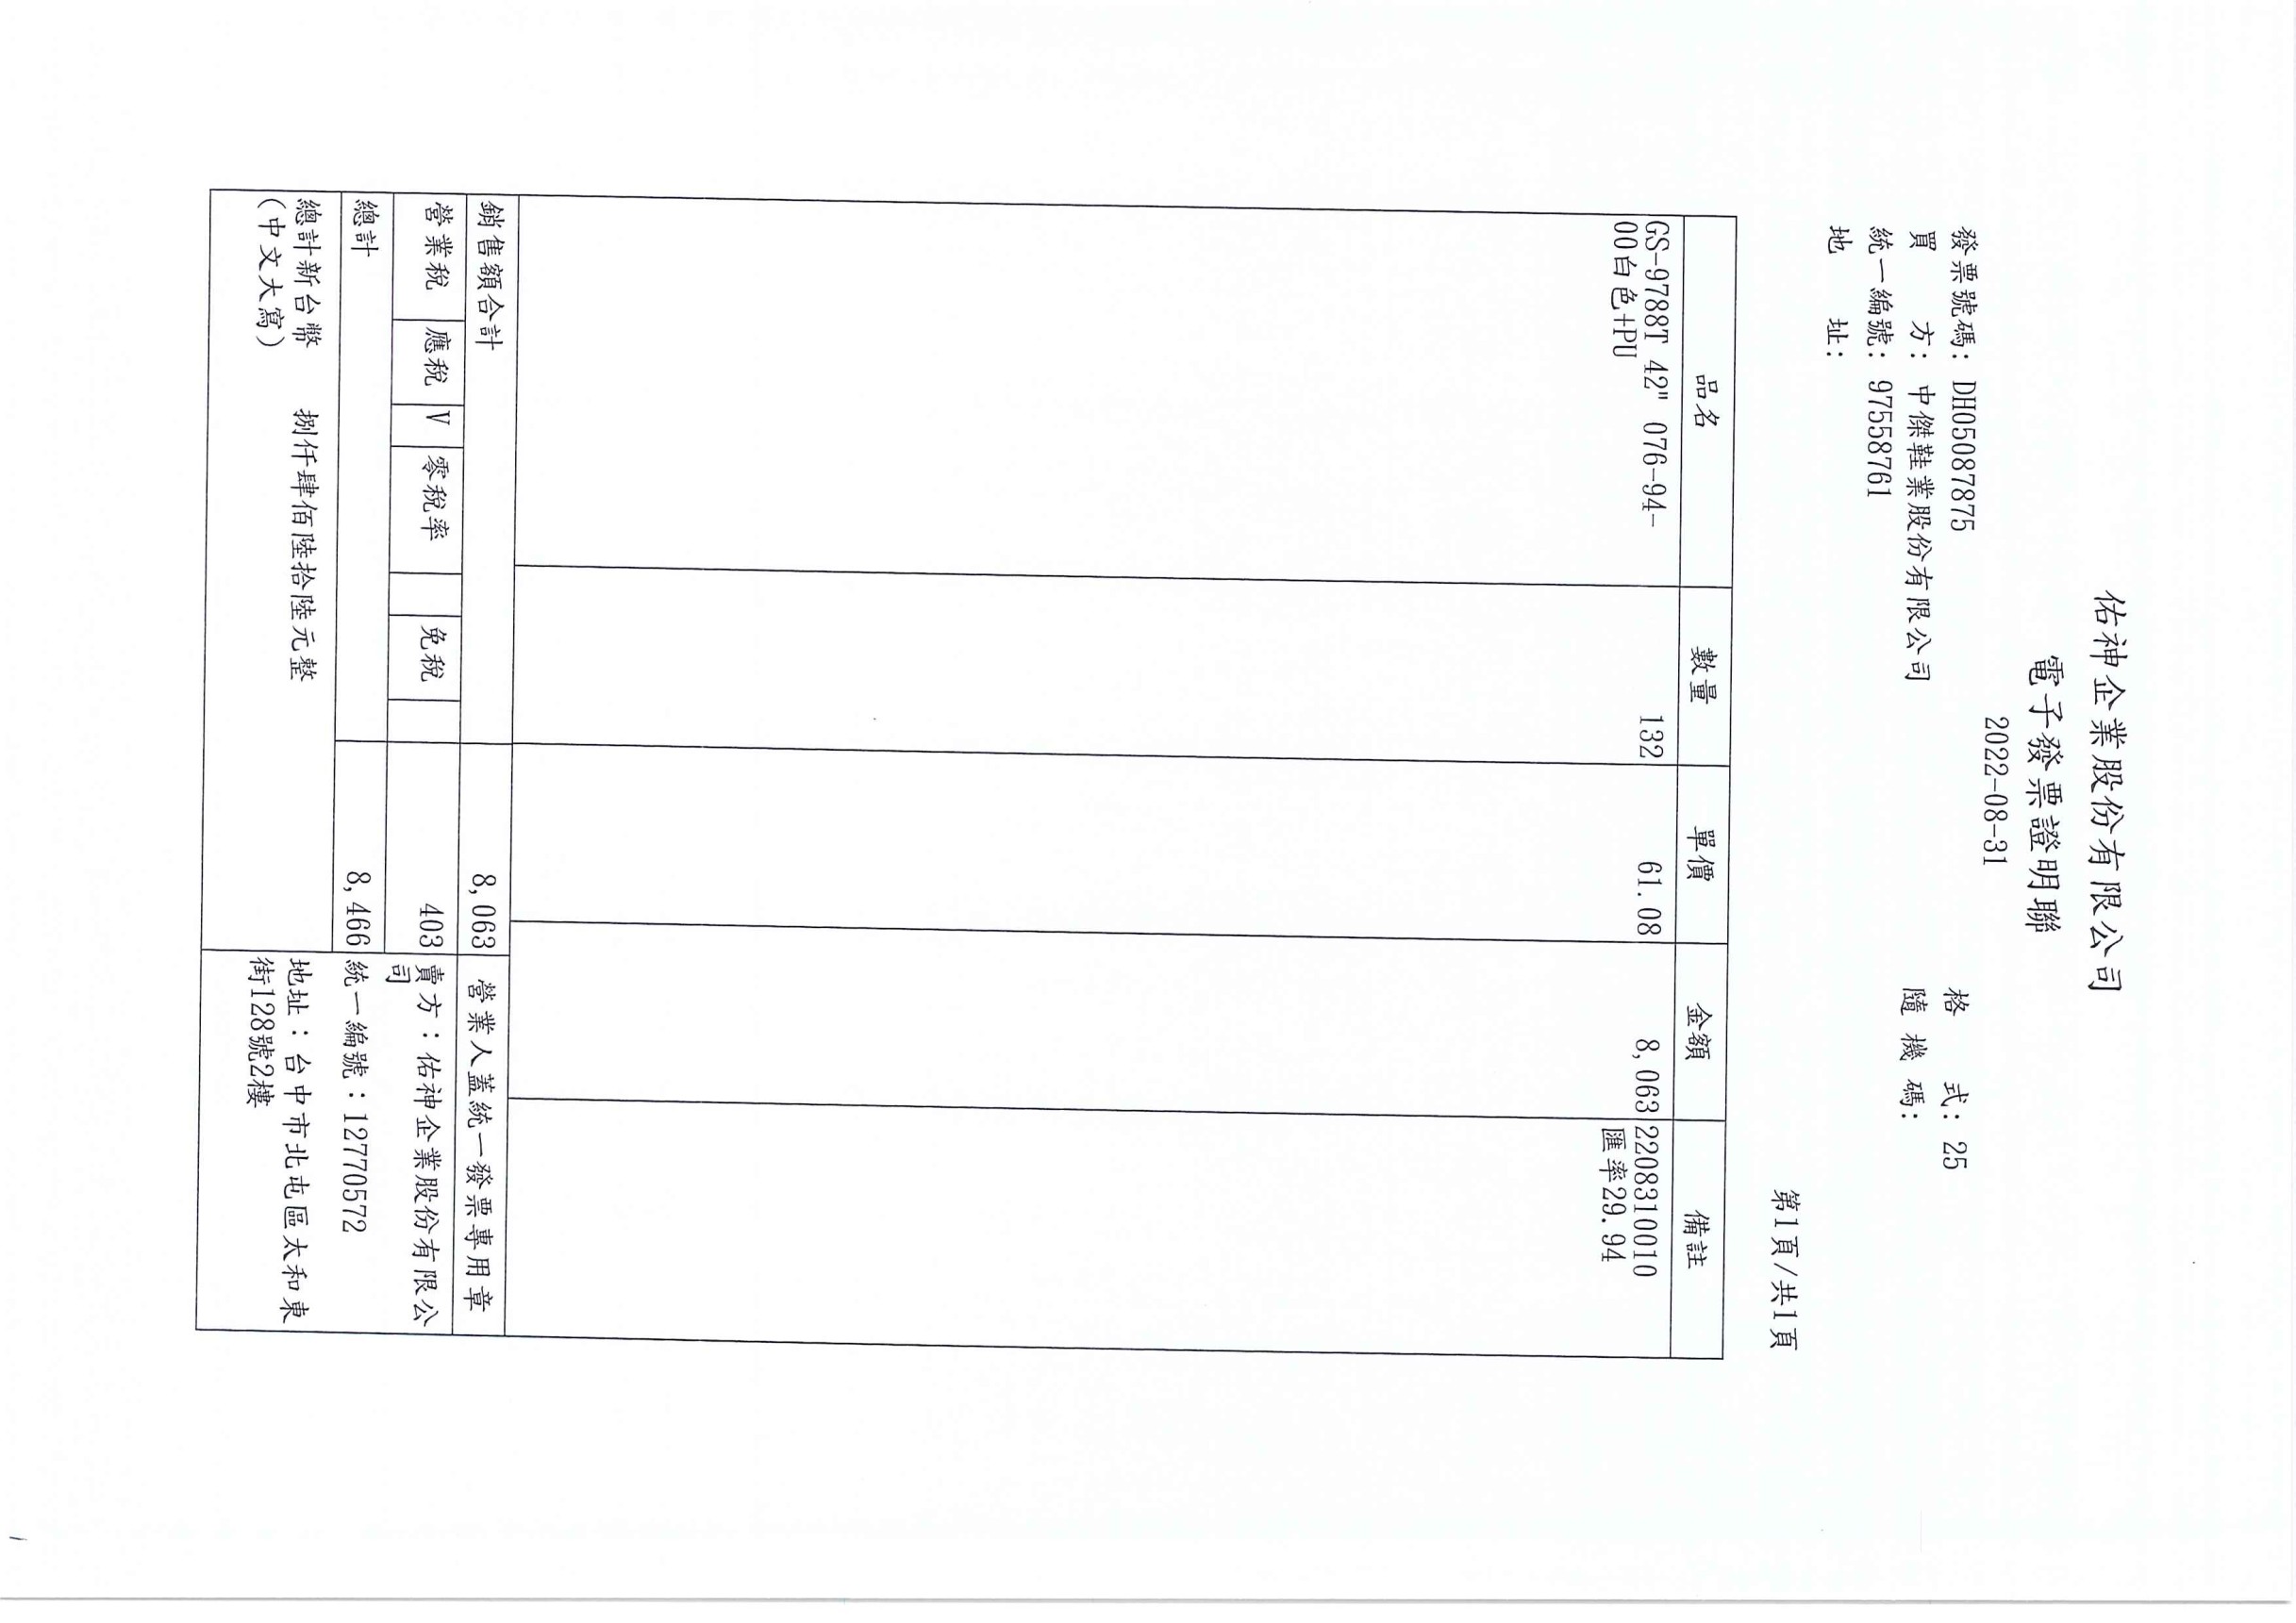 佑神企業股份有限公司
電子發票證明聯
2022-08-31
發票號碼: DH05087875
格 式: 25
買 方: 中傑鞋業股份有限公司
隨 機 碼:
統一編號: 97558761
地 址:
第1頁/共1頁
品名 數量 單價 金額 備註
GS-9788T 42" 076-94- 132 61.08 8,063 2208310010
00白色+PU 匯率29.94
銷售額合計 8,063 營業人蓋統一發票專用章
營業稅 應稅 V 零稅率 免稅 403 賣方：佑神企業股份有限公
司
總計 8,466 統一編號：12770572
總計新台幣 捌仟肆佰陸拾陸元整 地址：台中市北屯區太和東
(中文大寫) 街128號2樓